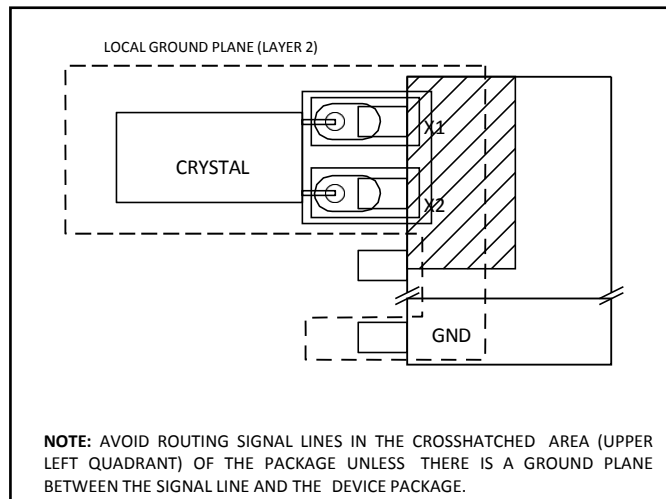 LOCAL GROUND PLANE (LAYER 2)
X1
CRYSTAL
X2
GND
NOTE: AVOID ROUTING SIGNAL LINES IN THE CROSSHATCHED AREA (UPPER
LEFT QUADRANT) OF THE PACKAGE UNLESS THERE IS A GROUND PLANE
BETWEEN THE SIGNAL LINE AND THE DEVICE PACKAGE.